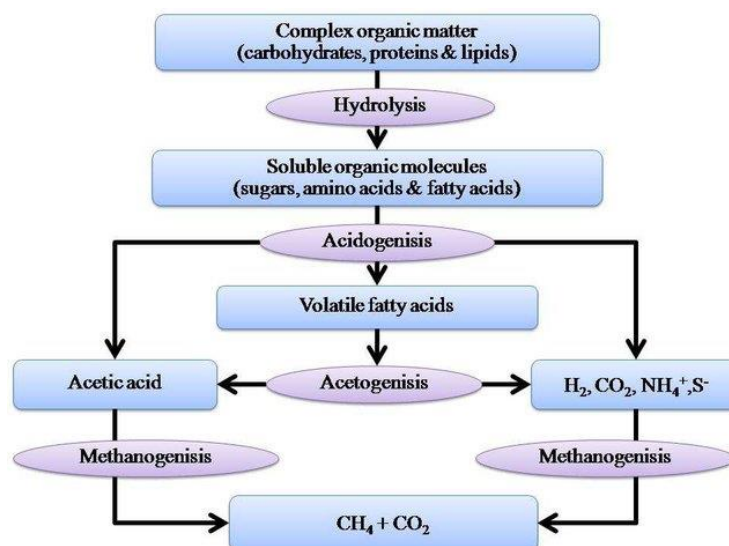 Complex organic matter
(carbohydrates, proteins & lipids)
Hydrolysis
Soluble organic molecules
(sugars, amino acids & fatty acids)
Acidogenisis
Volatile fatty acids
Acetic acid
Acetogenisis
H₂, CO₂, NH₄⁺,S⁻
Methanogenisis
Methanogenisis
CH₄ + CO₂